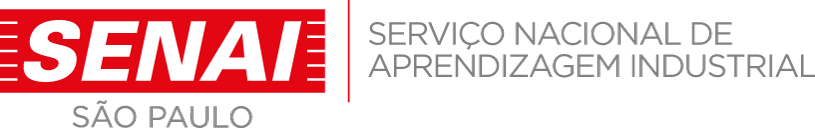 SENAI
SÃO PAULO
SERVIÇO NACIONAL DE
APRENDIZAGEM INDUSTRIAL